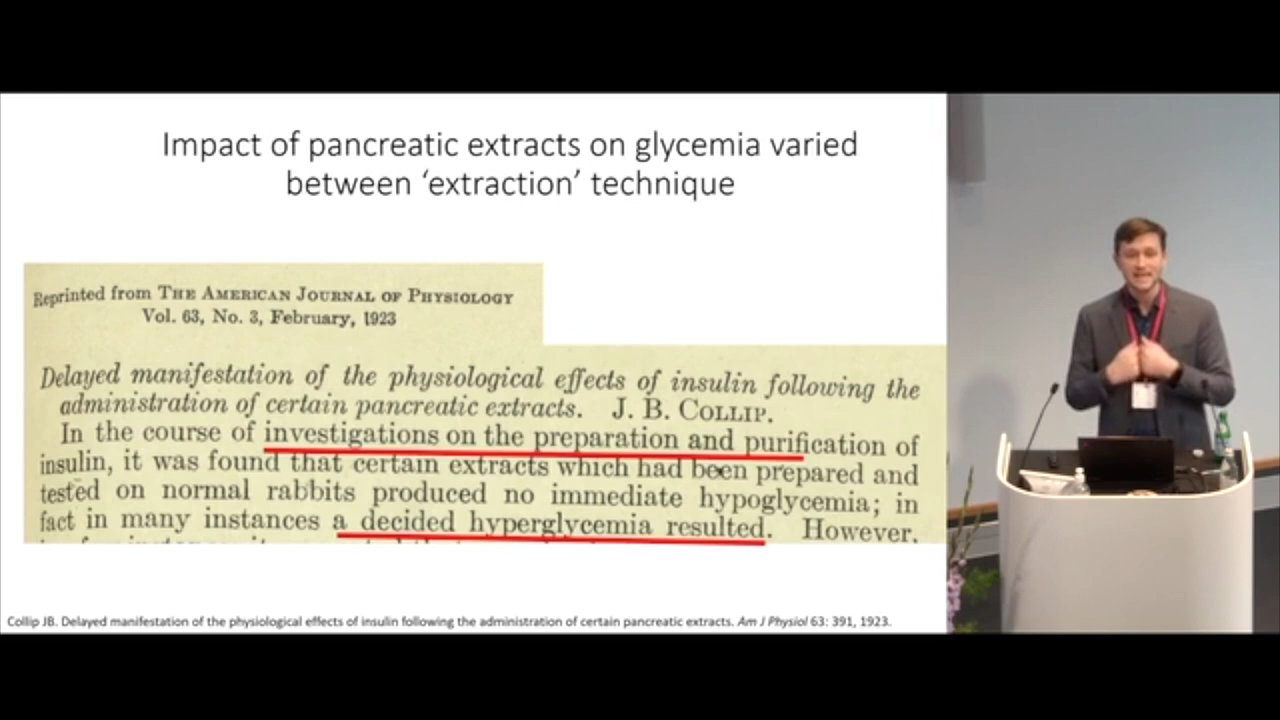 Impact of pancreatic extracts on glycemia varied
between ‘extraction’ technique
Reprinted from THE AMERICAN JOURNAL OF PHYSIOLOGY
Vol. 63, No. 3, February, 1923
Delayed manifestation of the physiological effects of insulin following the
administration of certain pancreatic extracts. J. B. COLLIP.
In the course of investigations on the preparation and purification of
insulin, it was found that certain extracts which had been prepared and
tested on normal rabbits produced no immediate hypoglycemia; in
fact in many instances a decided hyperglycemia resulted. However,
Collip JB. Delayed manifestation of the physiological effects of insulin following the administration of certain pancreatic extracts. Am J Physiol 63: 391, 1923.